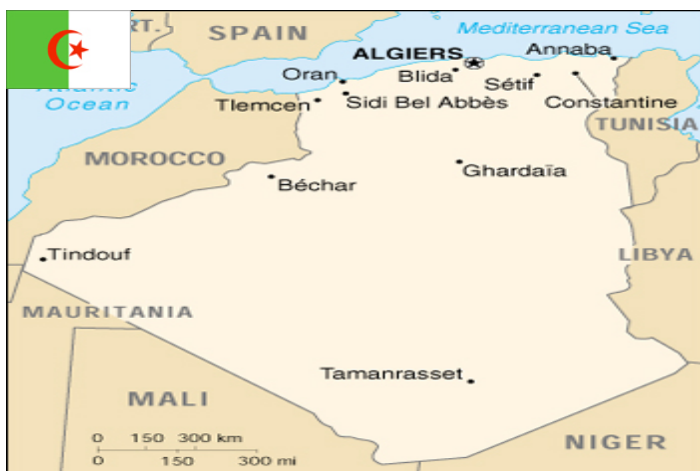 RT.
SPAIN
Mediterranean Sea
Ocean
ALGIERS
Annaba
Oran
Blida
Sétif
Tlemcen
Sidi Bel Abbès
Constantine
TUNISIA
MOROCCO
Ghardaïa
Béchar
Tindouf
LIBYA
MAURITANIA
Tamanrasset
MALI
NIGER
0 150 300 km
0 150 300 mi